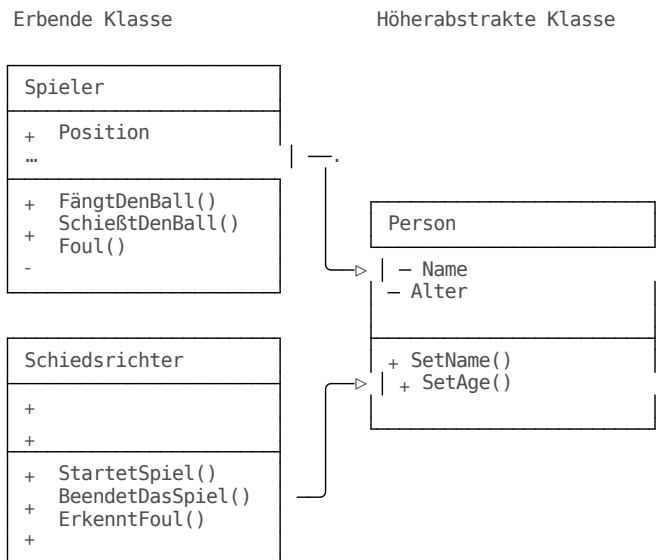 Erbende Klasse
Höherabstrakte Klasse
Spieler
+ Position
…
+ FängtDenBall()
+ SchießtDenBall()
- Foul()
Person
– Name
– Alter
+ SetName()
+ SetAge()
Schiedsrichter
+
+
+ StartetSpiel()
+ BeendetDasSpiel()
+ ErkenntFoul()